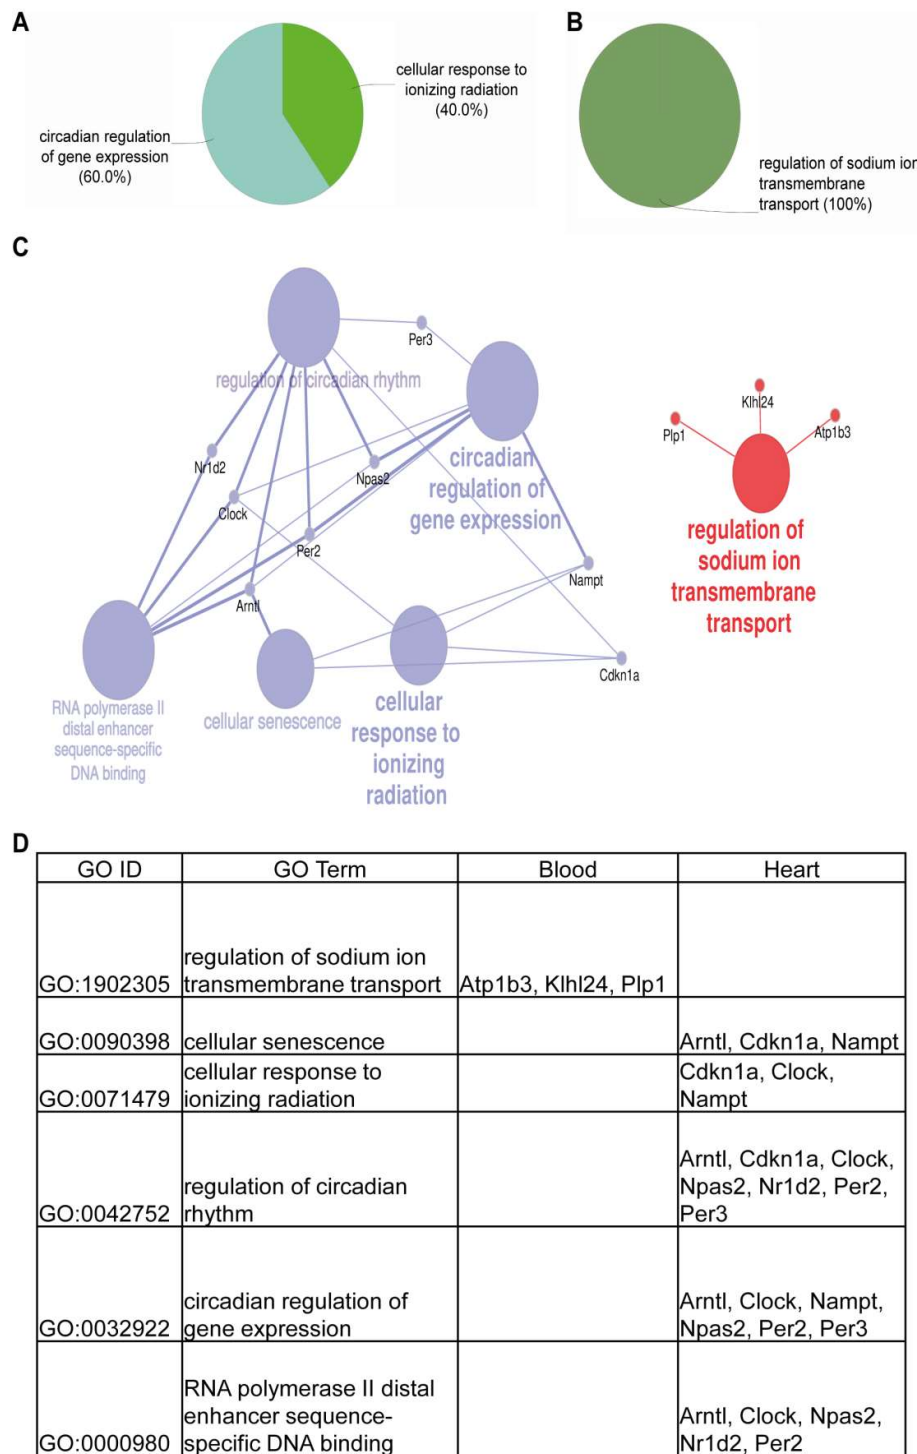 A
B
cellular response to
ionizing radiation
(40.0%)
circadian regulation
of gene expression
(60.0%)
regulation of sodium ion
transmembrane
transport (100%)
C
Per3
regulation of circadian rhythm
Klhl24
Plp1
Atp1b3
Nr1d2
Npas2
circadian
regulation of
gene expression
Clock
Per2
regulation of
sodium ion
transmembrane
transport
Nampt
Arntl
Cdkn1a
RNA polymerase II
distal enhancer
sequence-specific
DNA binding
cellular senescence
cellular
response to
ionizing
radiation
D
GO ID GO Term Blood Heart
regulation of sodium ion
GO:1902305 transmembrane transport Atp1b3, Klhl24, Plp1
GO:0090398 cellular senescence Arntl, Cdkn1a, Nampt
cellular response to Cdkn1a, Clock,
GO:0071479 ionizing radiation Nampt
Arntl, Cdkn1a, Clock,
regulation of circadian Npas2, Nr1d2, Per2,
GO:0042752 rhythm Per3
circadian regulation of Arntl, Clock, Nampt,
GO:0032922 gene expression Npas2, Per2, Per3
RNA polymerase II distal
enhancer sequence- Arntl, Clock, Npas2,
GO:0000980 specific DNA binding Nr1d2, Per2